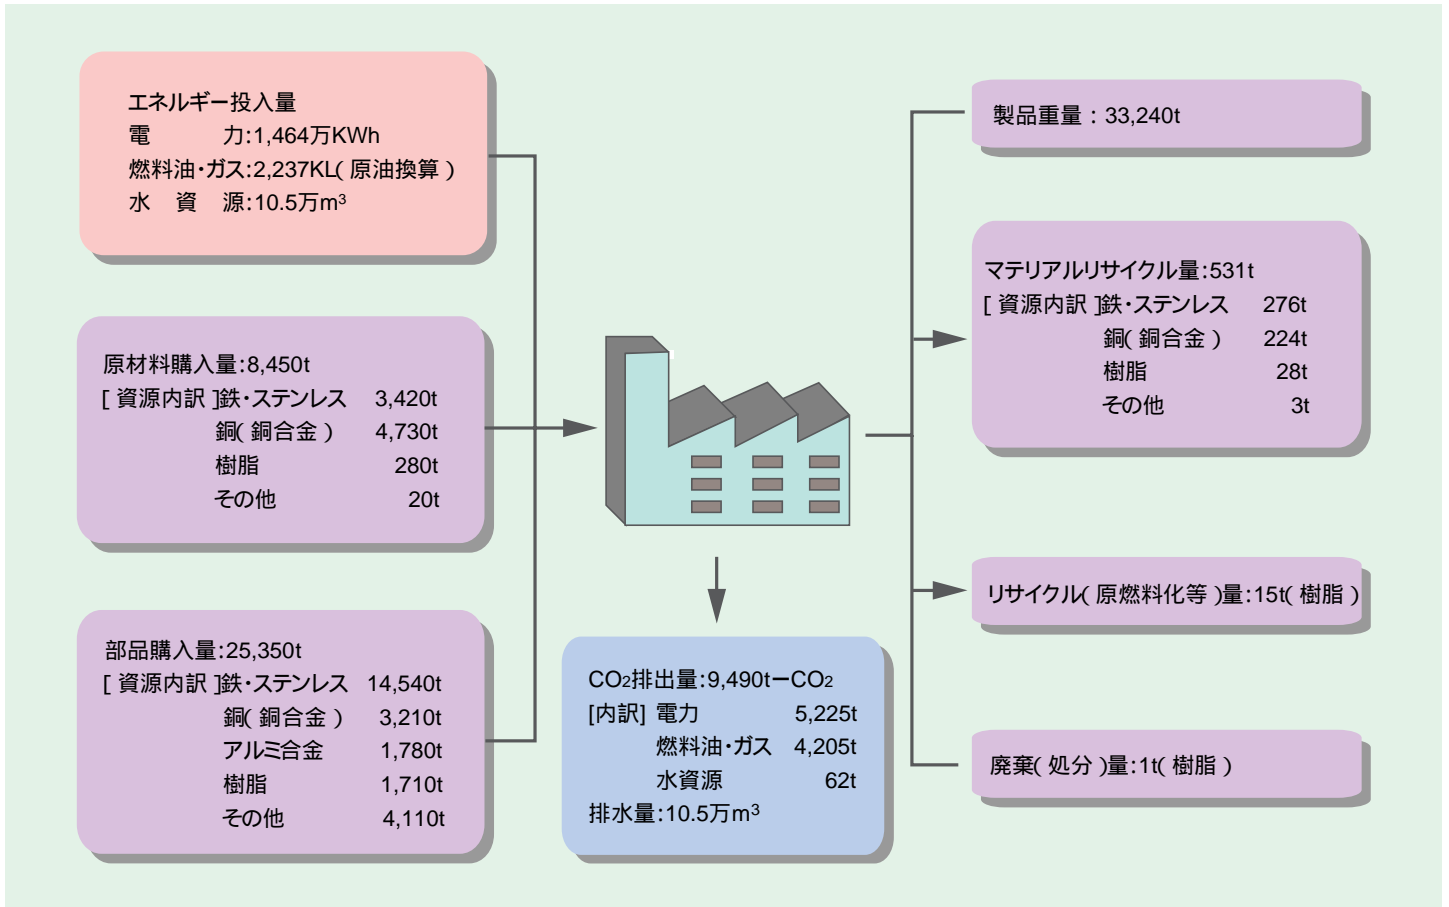 エネルギー投入量
電　　　力:1,464万KWh
燃料油・ガス:2,237KL(原油換算)
水　資　源:10.5万m³
原材料購入量:8,450t
[資源内訳]鉄・ステンレス 3,420t
銅(銅合金) 4,730t
樹脂 280t
その他 20t
部品購入量:25,350t
[資源内訳]鉄・ステンレス 14,540t
銅(銅合金) 3,210t
アルミ合金 1,780t
樹脂 1,710t
その他 4,110t
CO₂排出量:9,490tーCO₂
[内訳] 電力 5,225t
燃料油・ガス 4,205t
水資源 62t
排水量:10.5万m³
製品重量：33,240t
マテリアルリサイクル量:531t
[資源内訳]鉄・ステンレス 276t
銅(銅合金) 224t
樹脂 28t
その他 3t
リサイクル(原燃料化等)量:15t(樹脂)
廃棄(処分)量:1t(樹脂)